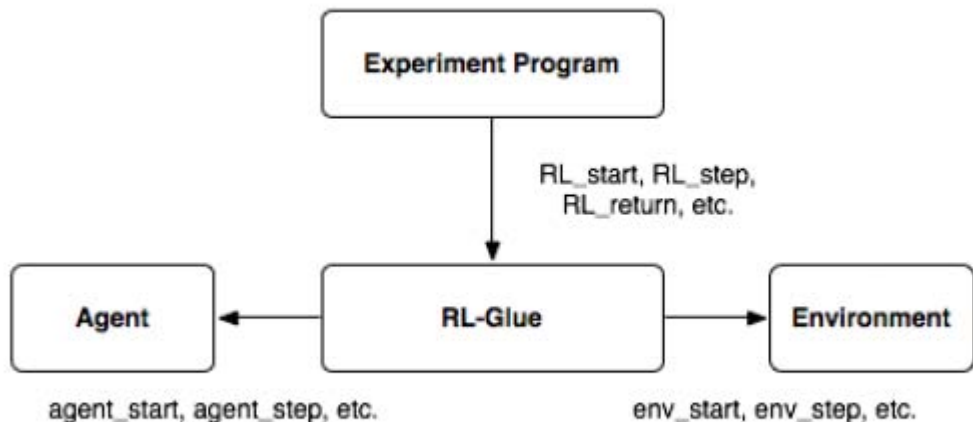 Experiment Program
RL_start, RL_step,
RL_return, etc.
Agent
RL-Glue
Environment
agent_start, agent_step, etc.
env_start, env_step, etc.